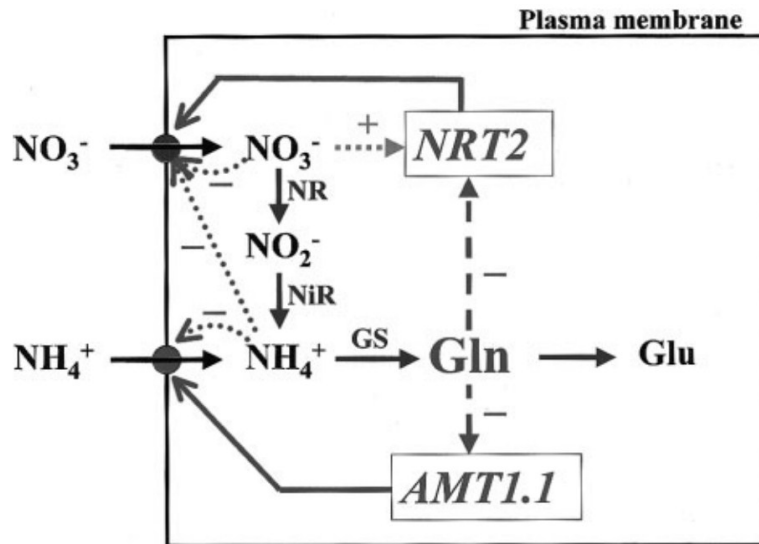 Plasma membrane
NO₃⁻ NO₃⁻ + NRT2
−
NR
NO₂⁻
−
−
NiR
−
NH₄⁺ NH₄⁺ GS Gln Glu
−
AMT1.1